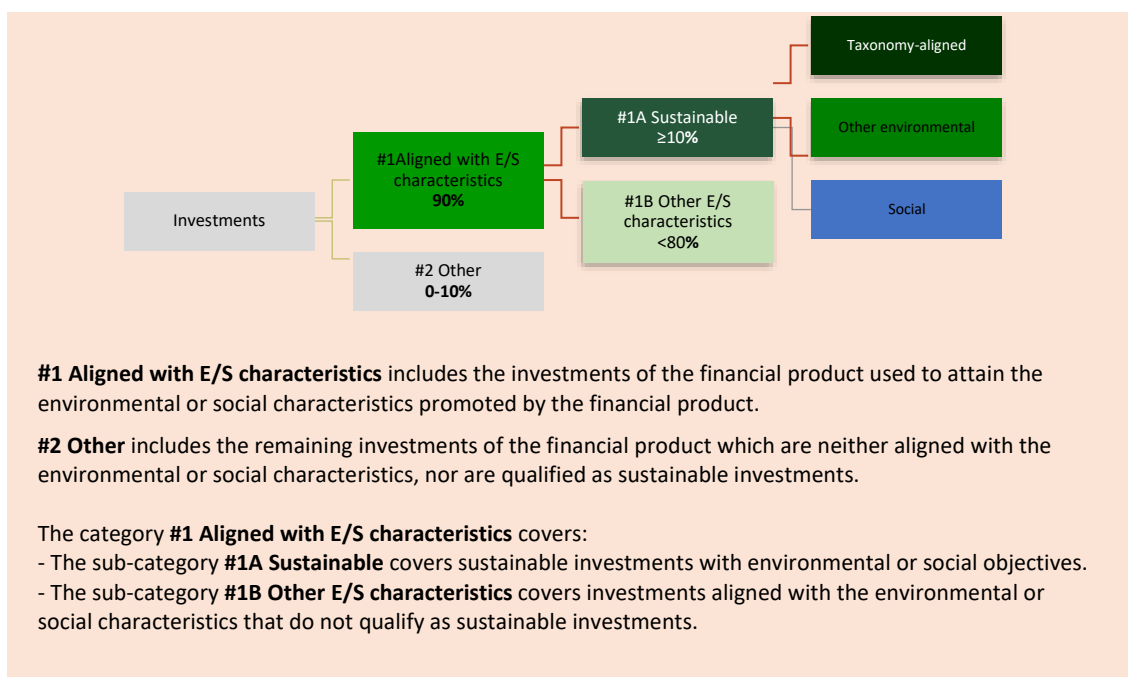 Taxonomy-aligned
#1A Sustainable
≥10%
Other environmental
#1Aligned with E/S
characteristics
90%
#1B Other E/S
characteristics
<80%
Investments
Social
#2 Other
0-10%
#1 Aligned with E/S characteristics includes the investments of the financial product used to attain the
environmental or social characteristics promoted by the financial product.
#2 Other includes the remaining investments of the financial product which are neither aligned with the
environmental or social characteristics, nor are qualified as sustainable investments.
The category #1 Aligned with E/S characteristics covers:
- The sub-category #1A Sustainable covers sustainable investments with environmental or social objectives.
- The sub-category #1B Other E/S characteristics covers investments aligned with the environmental or
social characteristics that do not qualify as sustainable investments.